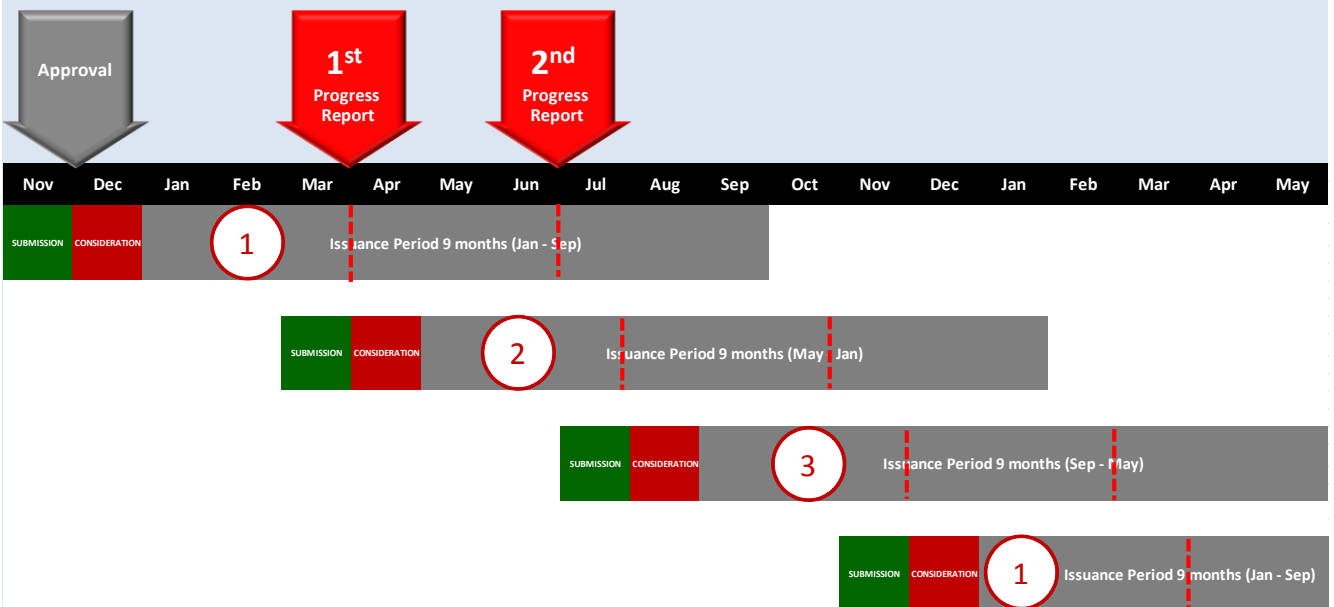 Approval
1st
Progress
Report
2nd
Progress
Report
Nov Dec Jan Feb Mar Apr May Jun Jul Aug Sep Oct Nov Dec Jan Feb Mar Apr May
SUBMISSION CONSIDERATION 1 Issuance Period 9 months (Jan - Sep)
SUBMISSION CONSIDERATION 2 Issuance Period 9 months (May - Jan)
SUBMISSION CONSIDERATION 3 Issuance Period 9 months (Sep - May)
SUBMISSION CONSIDERATION 1 Issuance Period 9 months (Jan - Sep)